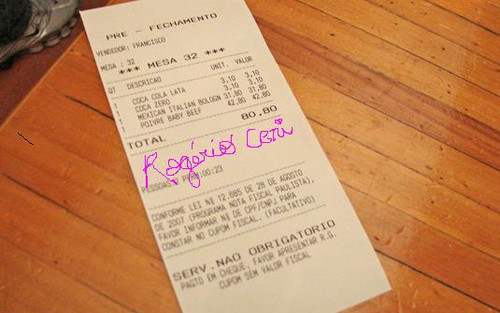 PRE - FECHAMENTO
VENDEDOR: FRANCISCO
MESA : 32
*** MESA 32 ***
QT DESCRICAO UNIT. VALOR
1 COCA COLA LATA 3,10 3,10
1 COCA ZERO 3,10 3,10
1 MEXICAN ITALIAN BOLOGN 31,80 31,80
1 POIVRE BABY BEEF 42,80 42,80
TOTAL 80,80
Rogério Ceni
PESSOAS
00:23
CONFORME LEI Nº 12.685 DE 28 DE AGOSTO
DE 2007 (PROGRAMA NOTA FISCAL PAULISTA),
FAVOR INFORMAR Nº DE CPF/CNPJ PARA
CONSTAR NO CUPOM FISCAL. (FACULTATIVO)
SERV.NAO OBRIGATORIO
PAGTO EM CHEQUE, FAVOR APRESENTAR R.G.
CUPOM SEM VALOR FISCAL